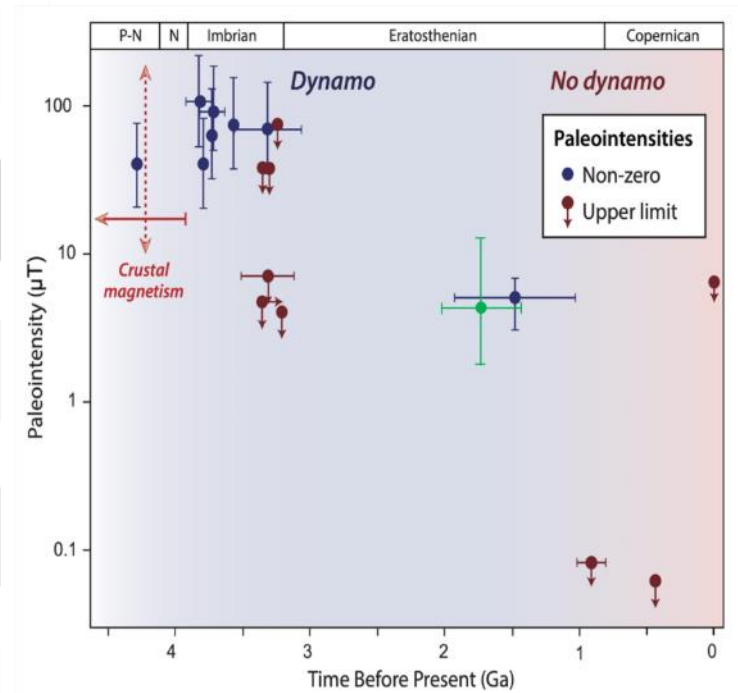 P-N N Imbrian Eratosthenian Copernican
Dynamo No dynamo
Paleointensities
Non-zero
Upper limit
Crustal
magnetism
Paleointensity (μT)
100
10
1
0.1
4 3 2 1 0
Time Before Present (Ga)